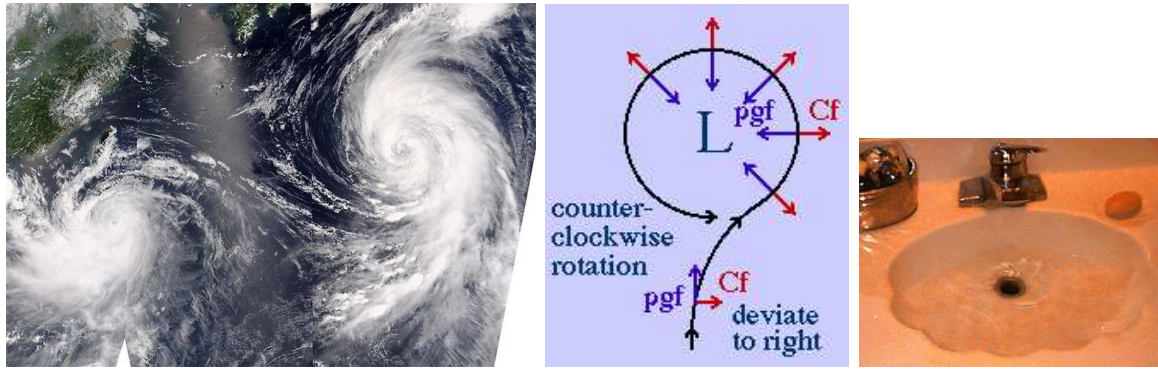 pgf
Cf
L
counter-
clockwise
rotation
Cf
pgf
deviate
to right